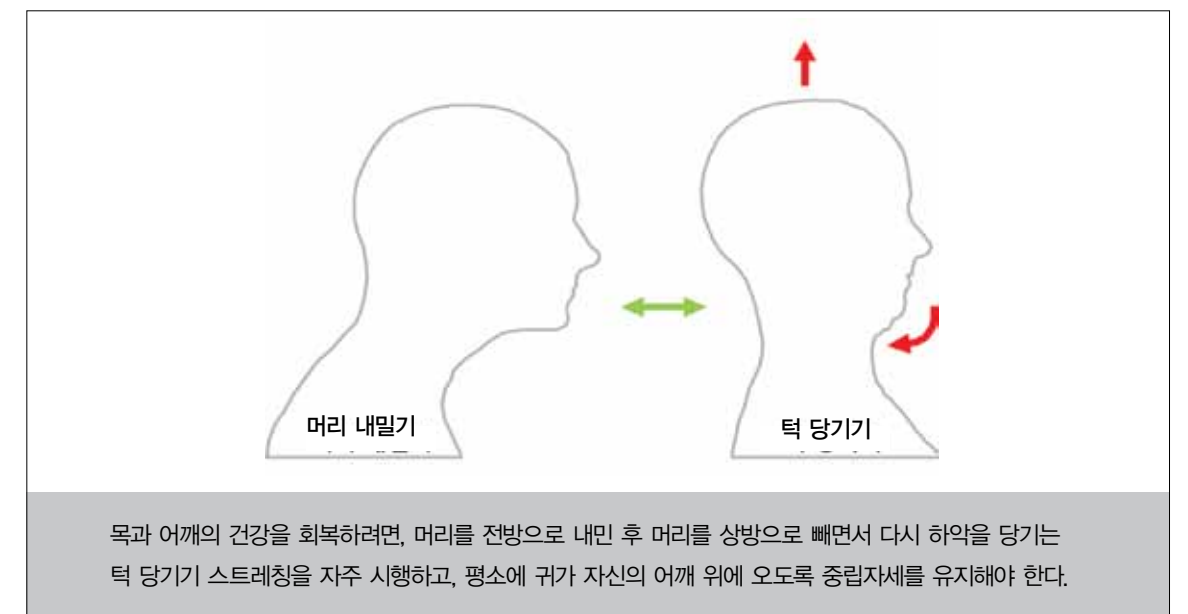 머리 내밀기
턱 당기기
목과 어깨의 건강을 회복하려면, 머리를 전방으로 내민 후 머리를 상방으로 빼면서 다시 하악을 당기는
턱 당기기 스트레칭을 자주 시행하고, 평소에 귀가 자신의 어깨 위에 오도록 중립자세를 유지해야 한다.